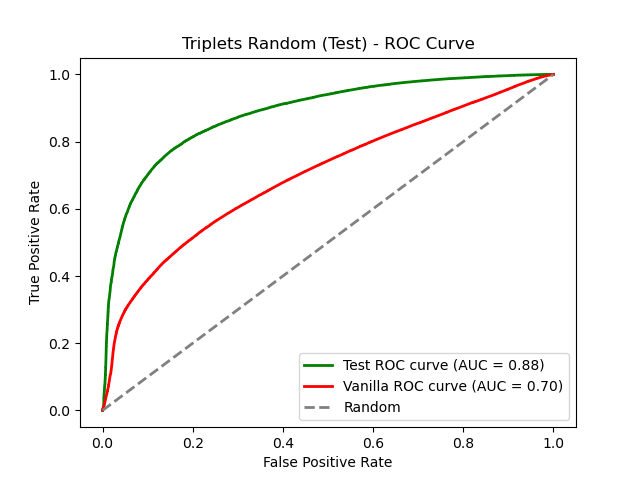 Triplets Random (Test) - ROC Curve
True Positive Rate
1.0
0.8
0.6
0.4
0.2
0.0
0.0 0.2 0.4 0.6 0.8 1.0
False Positive Rate
Test ROC curve (AUC = 0.88)
Vanilla ROC curve (AUC = 0.70)
Random